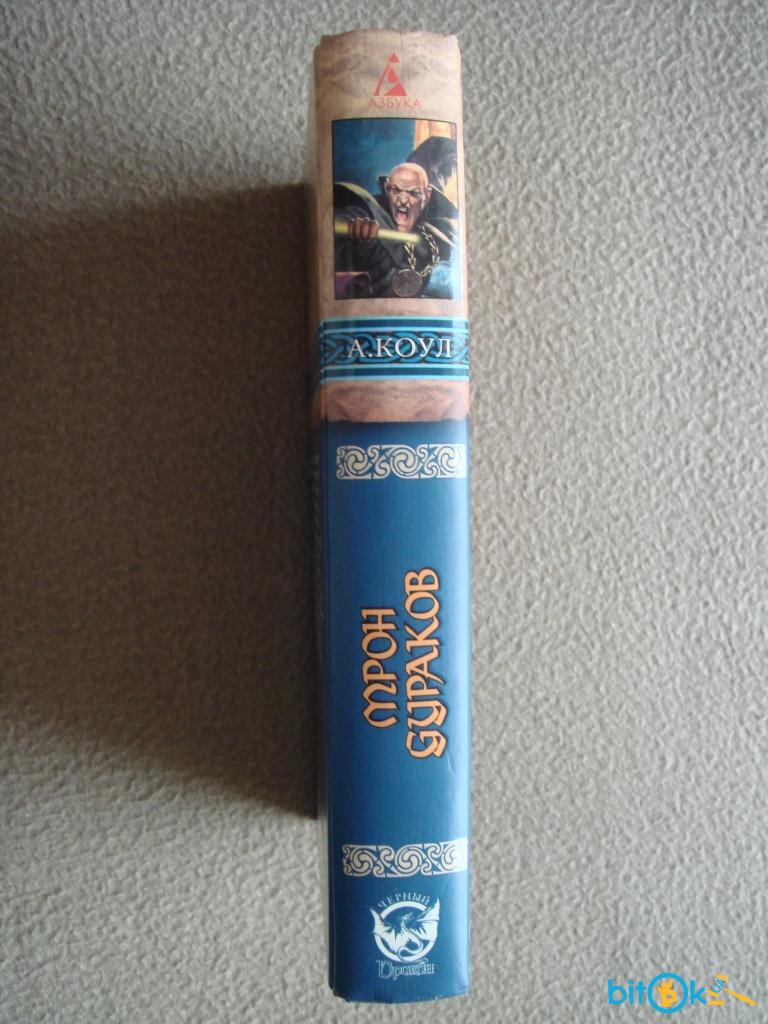 АЗБУКА
А.КОУЛ
ТРОН
ДУРАКОВ
ЧЕРНЫЙ
Дракон
bitOk